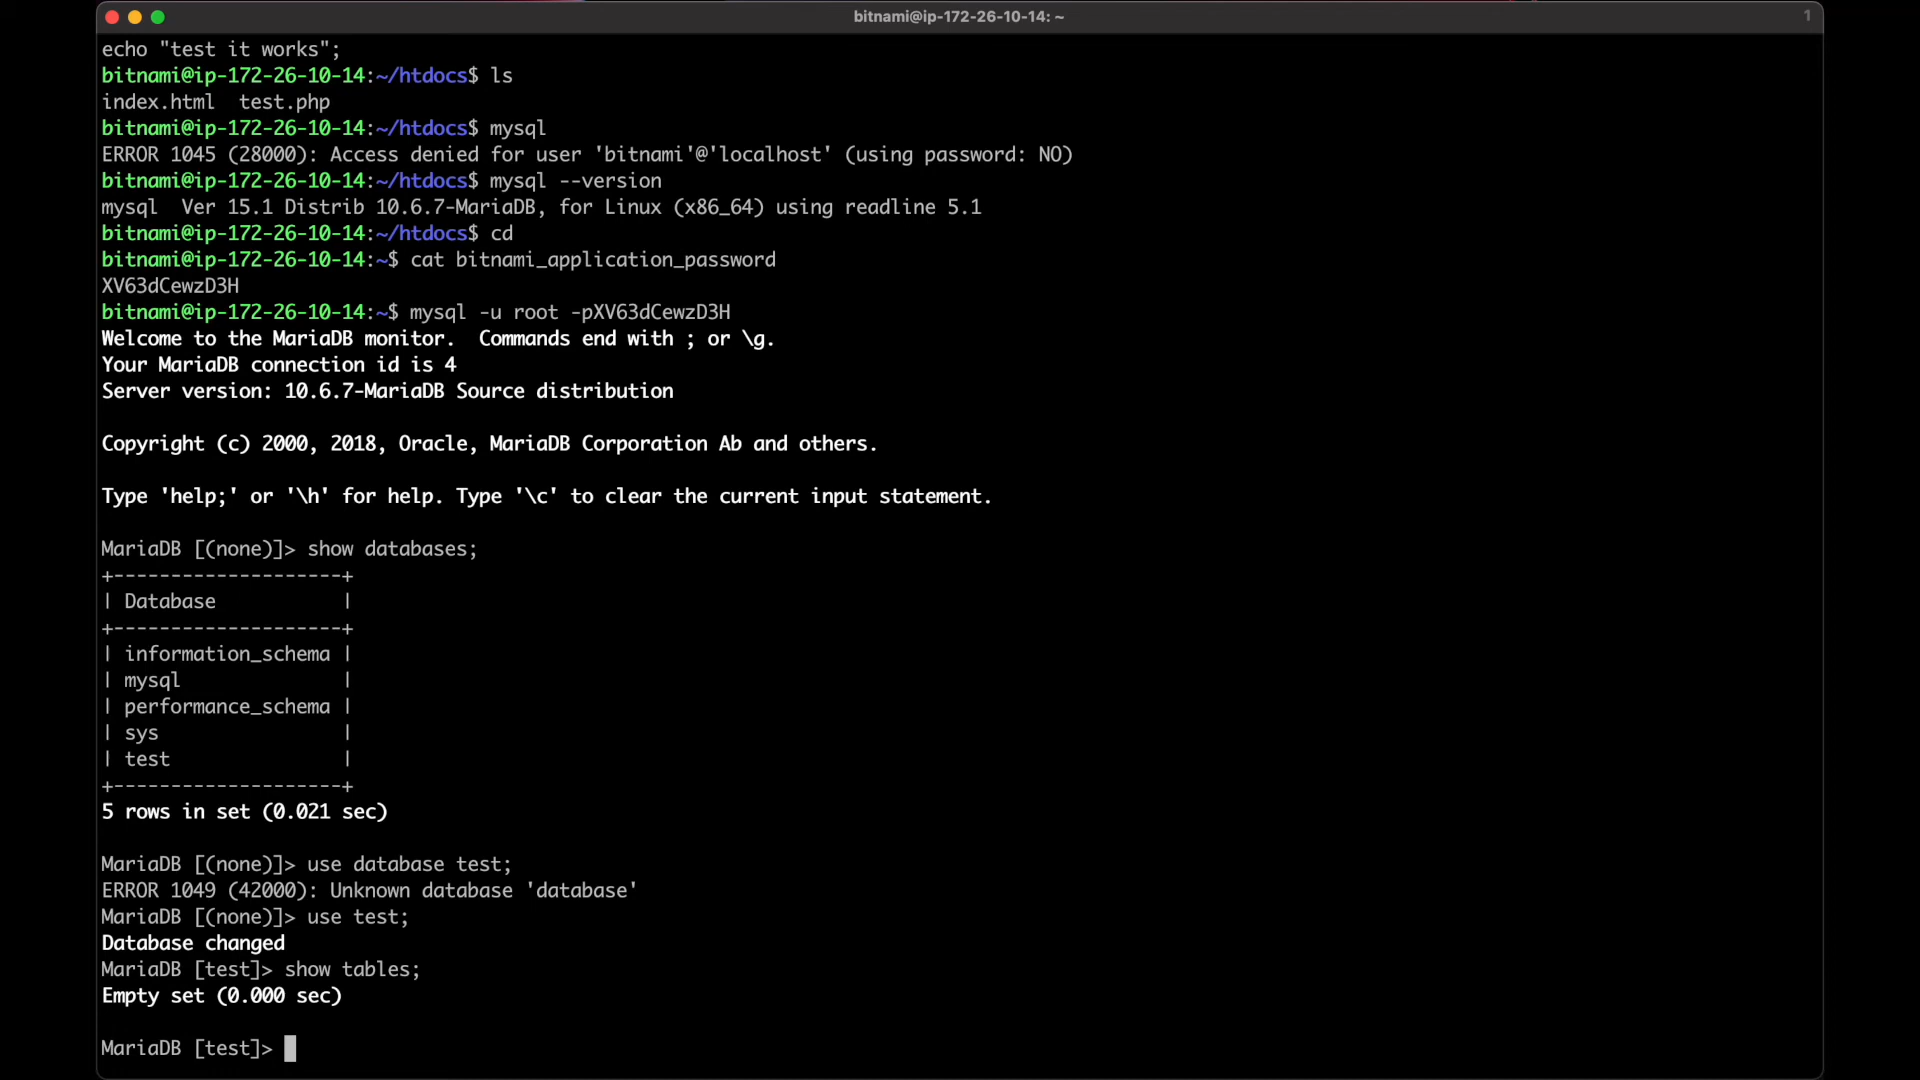 bitnami@ip-172-26-10-14: ~
1
echo "test it works";
bitnami@ip-172-26-10-14:~/htdocs$ ls
index.html  test.php
bitnami@ip-172-26-10-14:~/htdocs$ mysql
ERROR 1045 (28000): Access denied for user 'bitnami'@'localhost' (using password: NO)
bitnami@ip-172-26-10-14:~/htdocs$ mysql --version
mysql  Ver 15.1 Distrib 10.6.7-MariaDB, for Linux (x86_64) using readline 5.1
bitnami@ip-172-26-10-14:~/htdocs$ cd
bitnami@ip-172-26-10-14:~$ cat bitnami_application_password
XV63dCewzD3H
bitnami@ip-172-26-10-14:~$ mysql -u root -pXV63dCewzD3H
Welcome to the MariaDB monitor.  Commands end with ; or \g.
Your MariaDB connection id is 4
Server version: 10.6.7-MariaDB Source distribution
Copyright (c) 2000, 2018, Oracle, MariaDB Corporation Ab and others.
Type 'help;' or '\h' for help. Type '\c' to clear the current input statement.
MariaDB [(none)]> show databases;
+--------------------+
| Database           |
+--------------------+
| information_schema |
| mysql              |
| performance_schema |
| sys                |
| test               |
+--------------------+
5 rows in set (0.021 sec)
MariaDB [(none)]> use database test;
ERROR 1049 (42000): Unknown database 'database'
MariaDB [(none)]> use test;
Database changed
MariaDB [test]> show tables;
Empty set (0.000 sec)
MariaDB [test]>